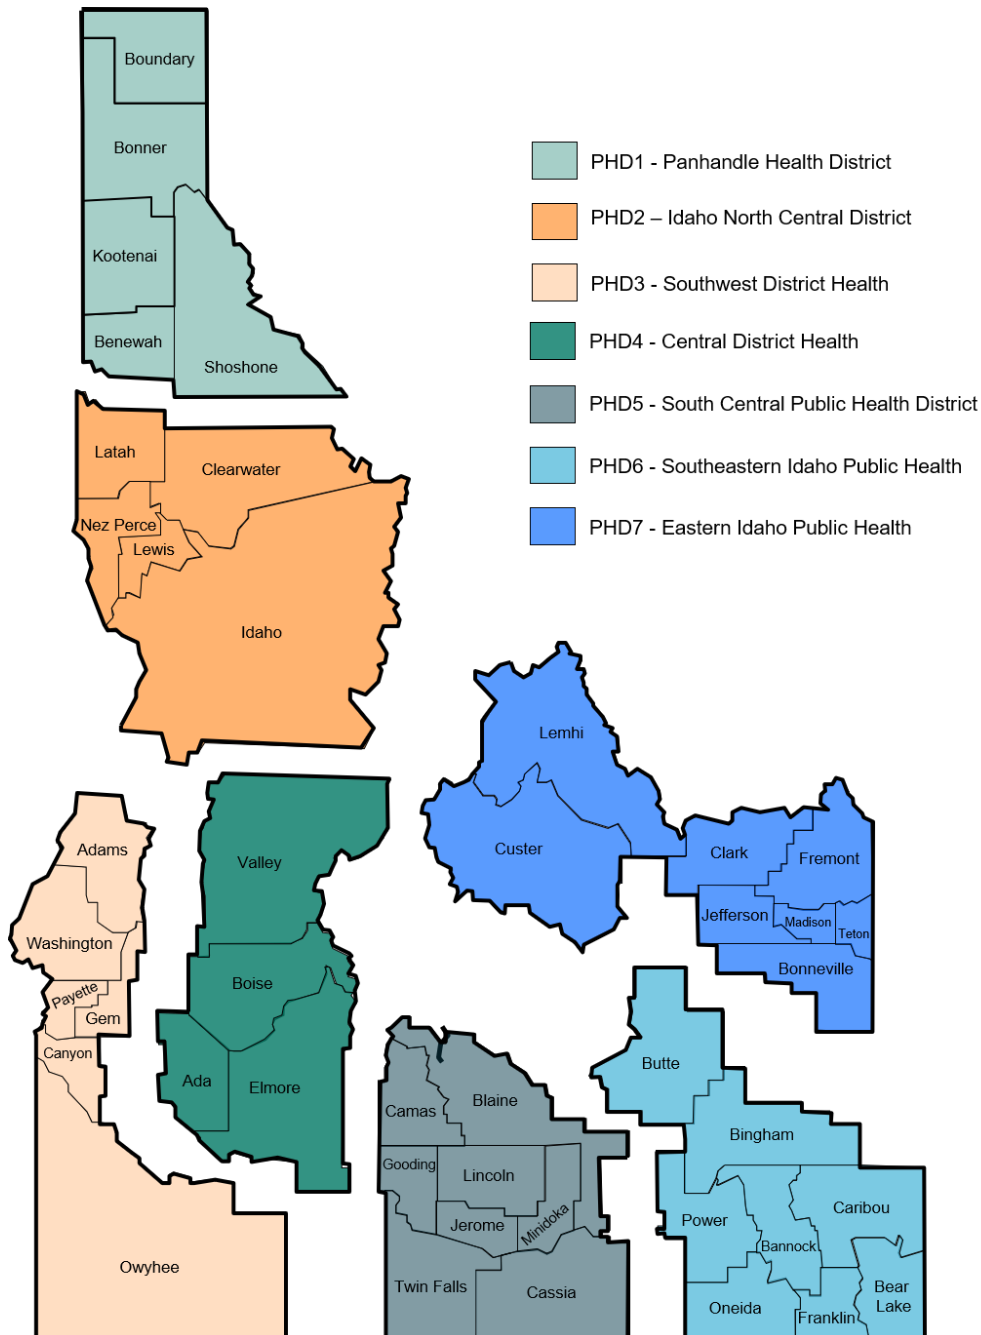 Boundary
Bonner
Kootenai
Benewah
Shoshone
PHD1 - Panhandle Health District
PHD2 – Idaho North Central District
PHD3 - Southwest District Health
PHD4 - Central District Health
PHD5 - South Central Public Health District
PHD6 - Southeastern Idaho Public Health
PHD7 - Eastern Idaho Public Health
Latah
Clearwater
Nez Perce
Lewis
Idaho
Lemhi
Custer
Clark
Fremont
Jefferson
Madison
Teton
Bonneville
Adams
Washington
Payette
Gem
Canyon
Owyhee
Valley
Boise
Ada
Elmore
Camas
Blaine
Gooding
Lincoln
Jerome
Minidoka
Twin Falls
Cassia
Butte
Bingham
Power
Caribou
Bannock
Oneida
Franklin
Bear
Lake